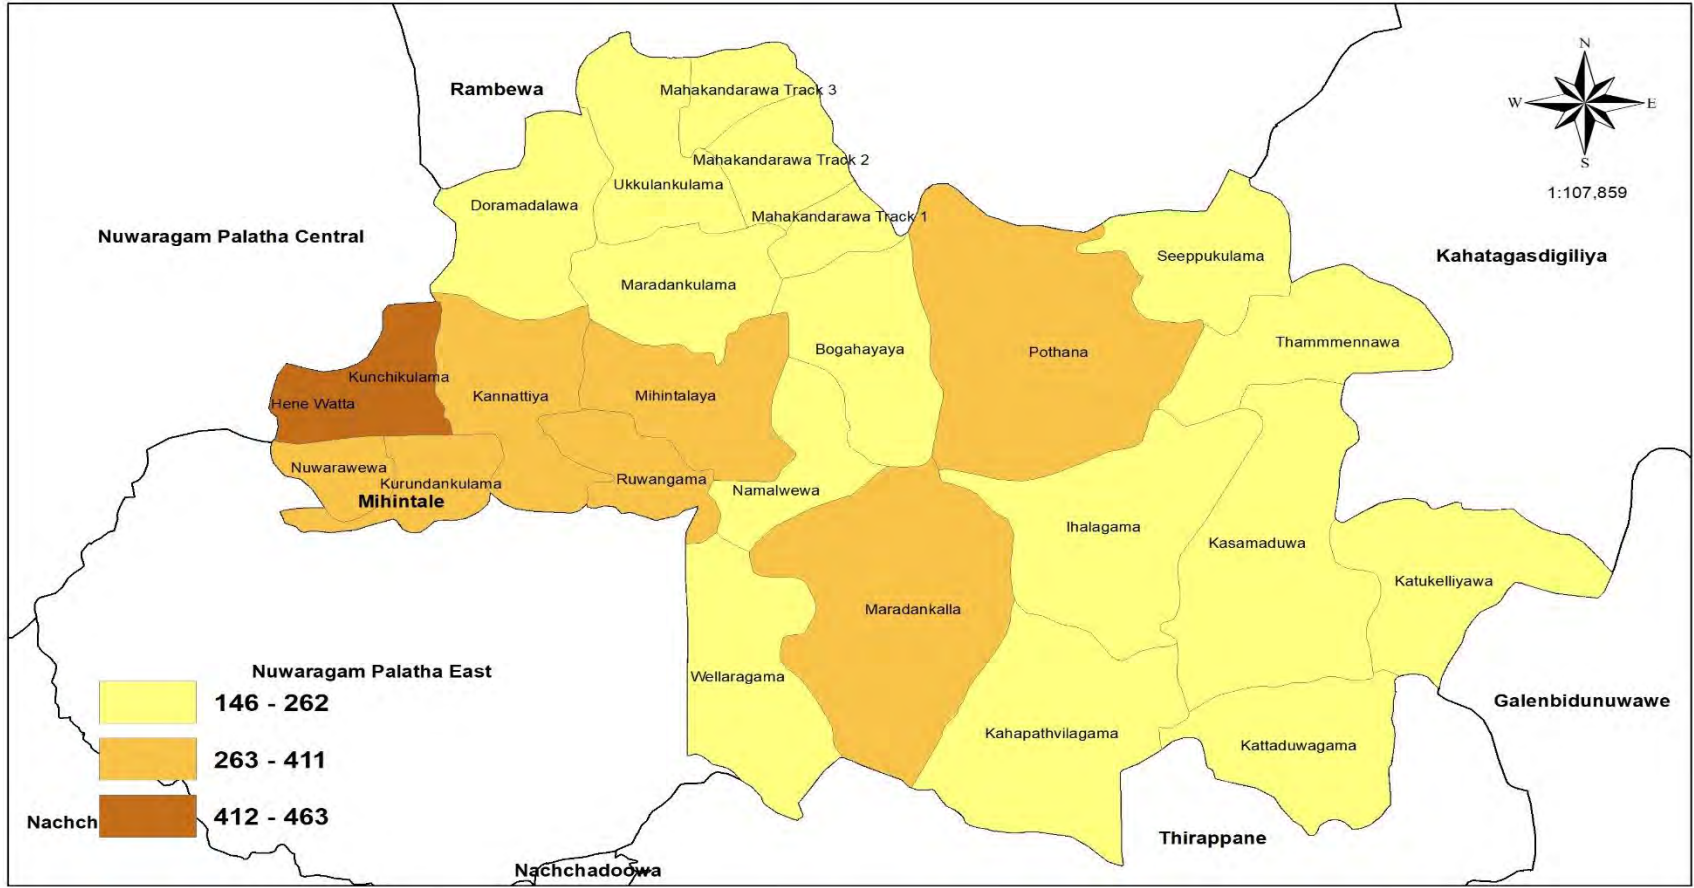 N
W E
S
1:107,859
Rambewa
Mahakandarawa Track 3
Mahakandarawa Track 2
Ukkulankulama
Doramadalawa
Mahakandarawa Track 1
Nuwaragam Palatha Central
Seeppukulama
Kahatagasdigiliya
Maradankulama
Bogahayaya
Pothana
Thammmennawa
Kunchikulama
Hene Watta
Kannattiya
Mihintalaya
Nuwarawewa
Kurundankulama
Ruwangama
Namalwewa
Mihintale
Ihalagama
Kasamaduwa
Katukelliyawa
Maradankalla
Wellaragama
Nuwaragam Palatha East
146 - 262
Galenbidunuwawe
Kahapathvilagama
Kattaduwagama
263 - 411
412 - 463
Nachch
Thirappane
Nachchadoowa